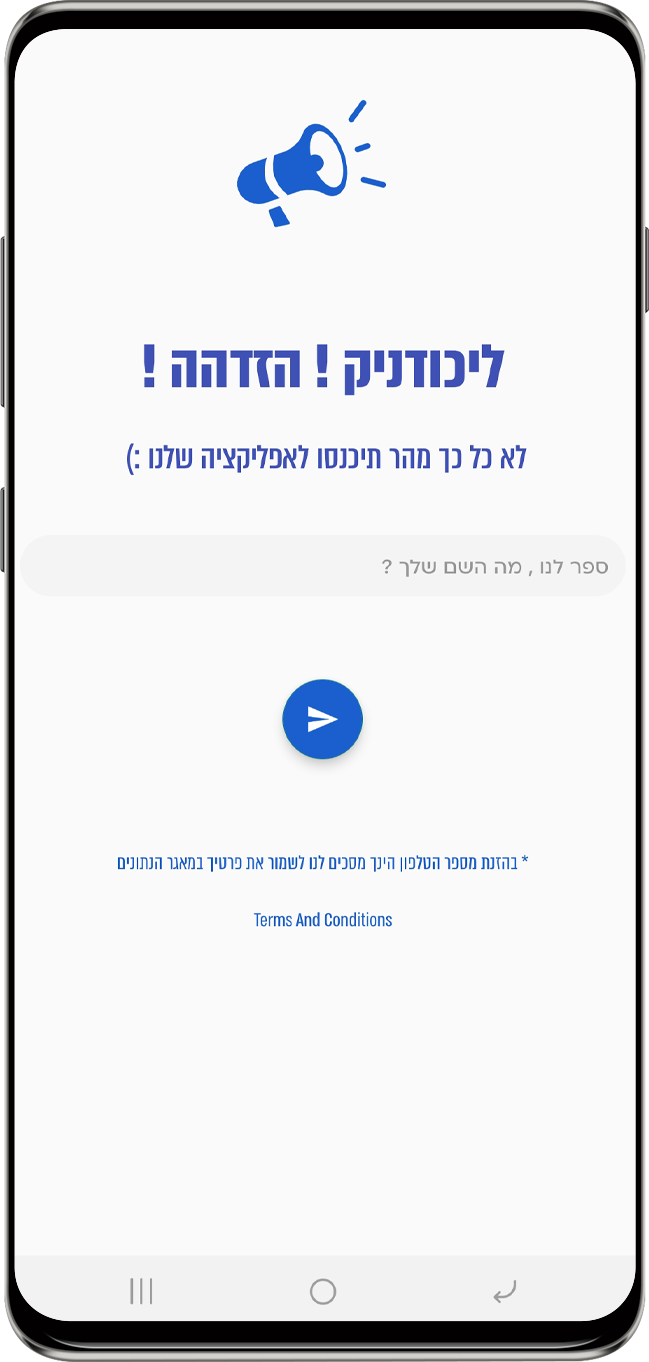 ליכודניק ! הזדהה !
לא כל כך מהר תיכנסו לאפליקציה שלנו :)
ספר לנו , מה השם שלך ?
* בהזנת מספר הטלפון הינך מסכים לנו לשמור את פרטיך במאגר הנתונים
Terms And Conditions